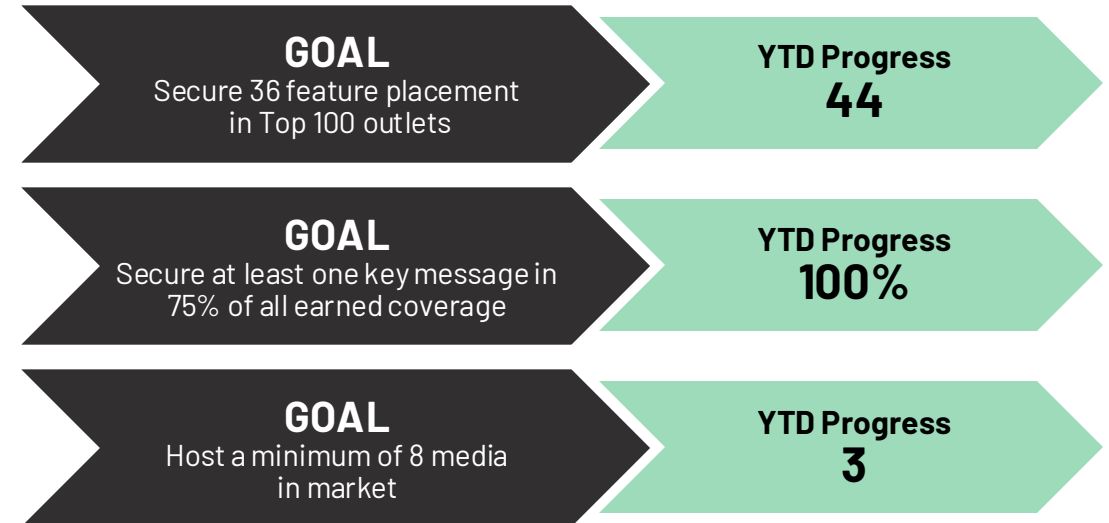 GOAL
Secure 36 feature placement
in Top 100 outlets
YTD Progress
44
GOAL
Secure at least one key message in
75% of all earned coverage
YTD Progress
100%
GOAL
Host a minimum of 8 media
in market
YTD Progress
3